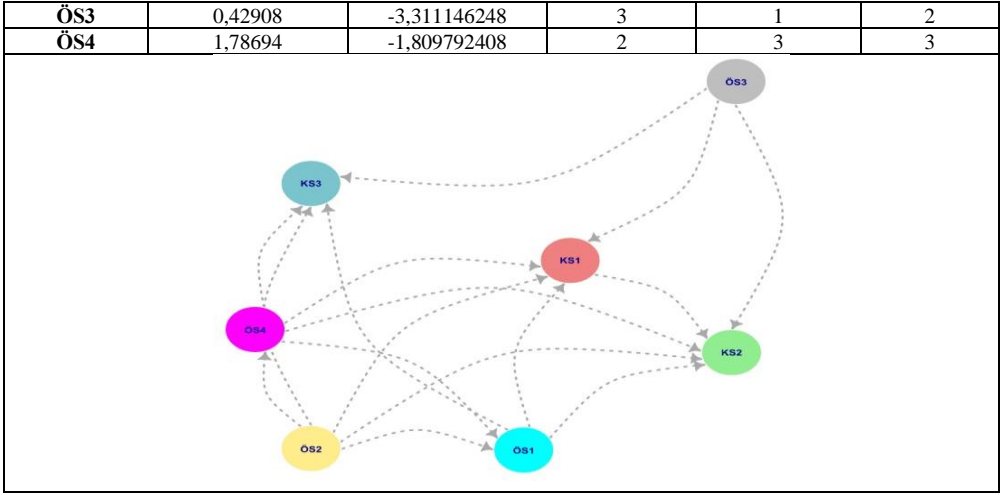 ÖS3 0,42908 -3,311146248 3 1 2
ÖS4 1,78694 -1,809792408 2 3 3
ÖS3
KS3
KS1
ÖS4
KS2
ÖS2
ÖS1